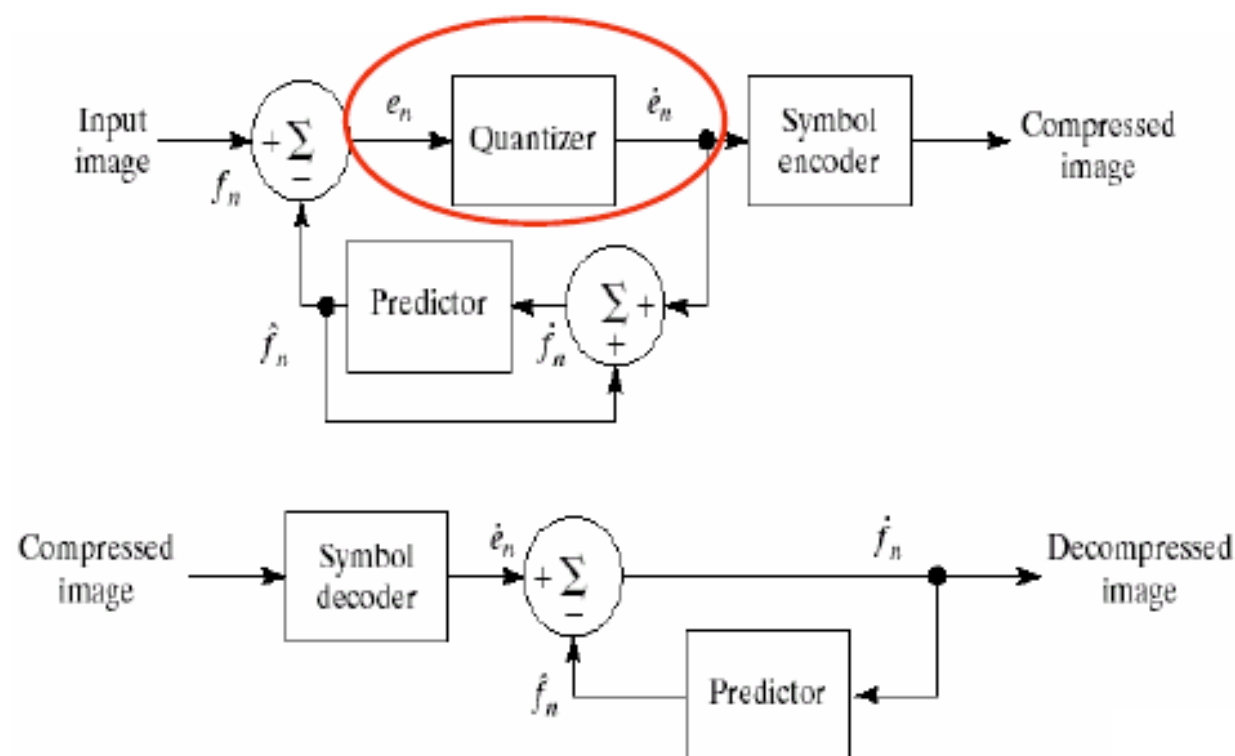 Input
image
f_n
+ Σ
−
e_n
Quantizer
ė_n
Symbol
encoder
Compressed
image
f̂_n
Predictor
ḟ_n
Σ +
+
Compressed
image
Symbol
decoder
ė_n
+ Σ
−
f̂_n
Predictor
ḟ_n
Decompressed
image